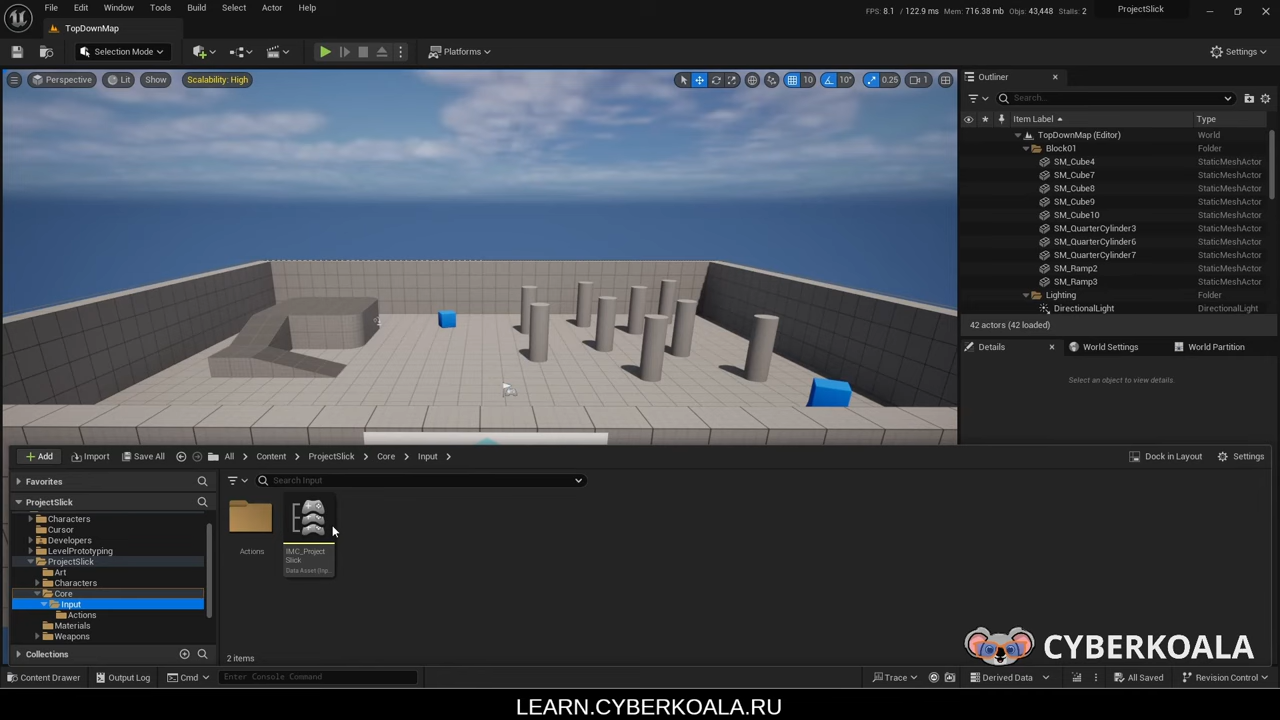 File Edit Window Tools Build Select Actor Help
FPS: 8.1 / 122.9 ms Mem: 716.38 mb Objs: 43,448 Stalls: 2
ProjectSlick
TopDownMap
Selection Mode
Platforms
Settings
Perspective
Lit
Show
Scalability: High
10
10°
0.25
1
Outliner
Search...
Item Label
Type
TopDownMap (Editor) World
Block01 Folder
SM_Cube4 StaticMeshActor
SM_Cube7 StaticMeshActor
SM_Cube8 StaticMeshActor
SM_Cube9 StaticMeshActor
SM_Cube10 StaticMeshActor
SM_QuarterCylinder3 StaticMeshActor
SM_QuarterCylinder6 StaticMeshActor
SM_QuarterCylinder7 StaticMeshActor
SM_Ramp2 StaticMeshActor
SM_Ramp3 StaticMeshActor
Lighting Folder
DirectionalLight DirectionalLight
42 actors (42 loaded)
Details
World Settings
World Partition
Select an object to view details.
Add
Import
Save All
All Content ProjectSlick Core Input
Dock in Layout
Settings
Favorites
ProjectSlick
Characters
Cursor
Developers
LevelPrototyping
ProjectSlick
Art
Characters
Core
Input
Actions
Materials
Weapons
Collections
Search Input
Actions
IMC_Project
Slick
Data Asset (Inp...
2 items
CYBERKOALA
Content Drawer
Output Log
Cmd
Enter Console Command
Trace
Derived Data
All Saved
Revision Control
LEARN.CYBERKOALA.RU